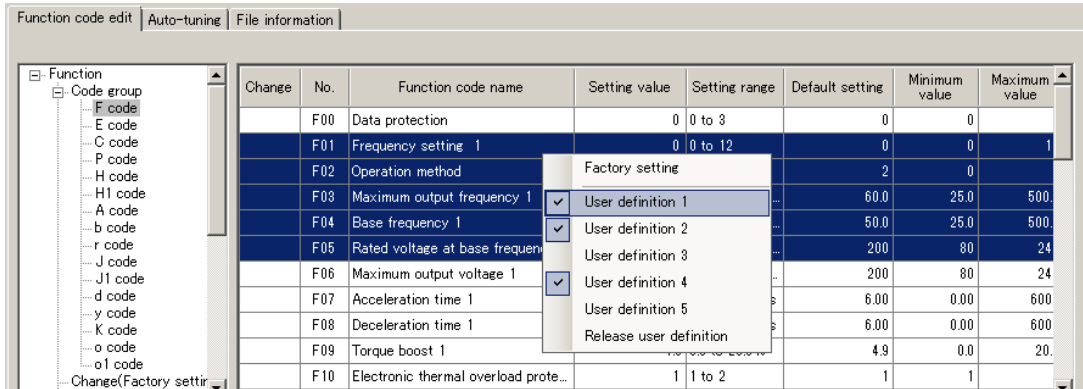 Function code edit Auto-tuning File information
Function
Code group
F code
E code
C code
P code
H code
H1 code
A code
b code
r code
J code
J1 code
d code
y code
K code
o code
o1 code
Change(Factory settin
Change No. Function code name Setting value Setting range Default setting Minimum value Maximum value
F00 Data protection 0 0 to 3 0 0
F01 Frequency setting 1 0 0 to 12 0 0 1
F02 Operation method 2 0
F03 Maximum output frequency 1 60.0 25.0 500.
F04 Base frequency 1 50.0 25.0 500.
F05 Rated voltage at base frequen 200 80 24
F06 Maximum output voltage 1 200 80 24
F07 Acceleration time 1 6.00 0.00 600
F08 Deceleration time 1 6.00 0.00 600
F09 Torque boost 1 4.9 0.0 20.
F10 Electronic thermal overload prote... 1 1 to 2 1 1
Factory setting
User definition 1
User definition 2
User definition 3
User definition 4
User definition 5
Release user definition